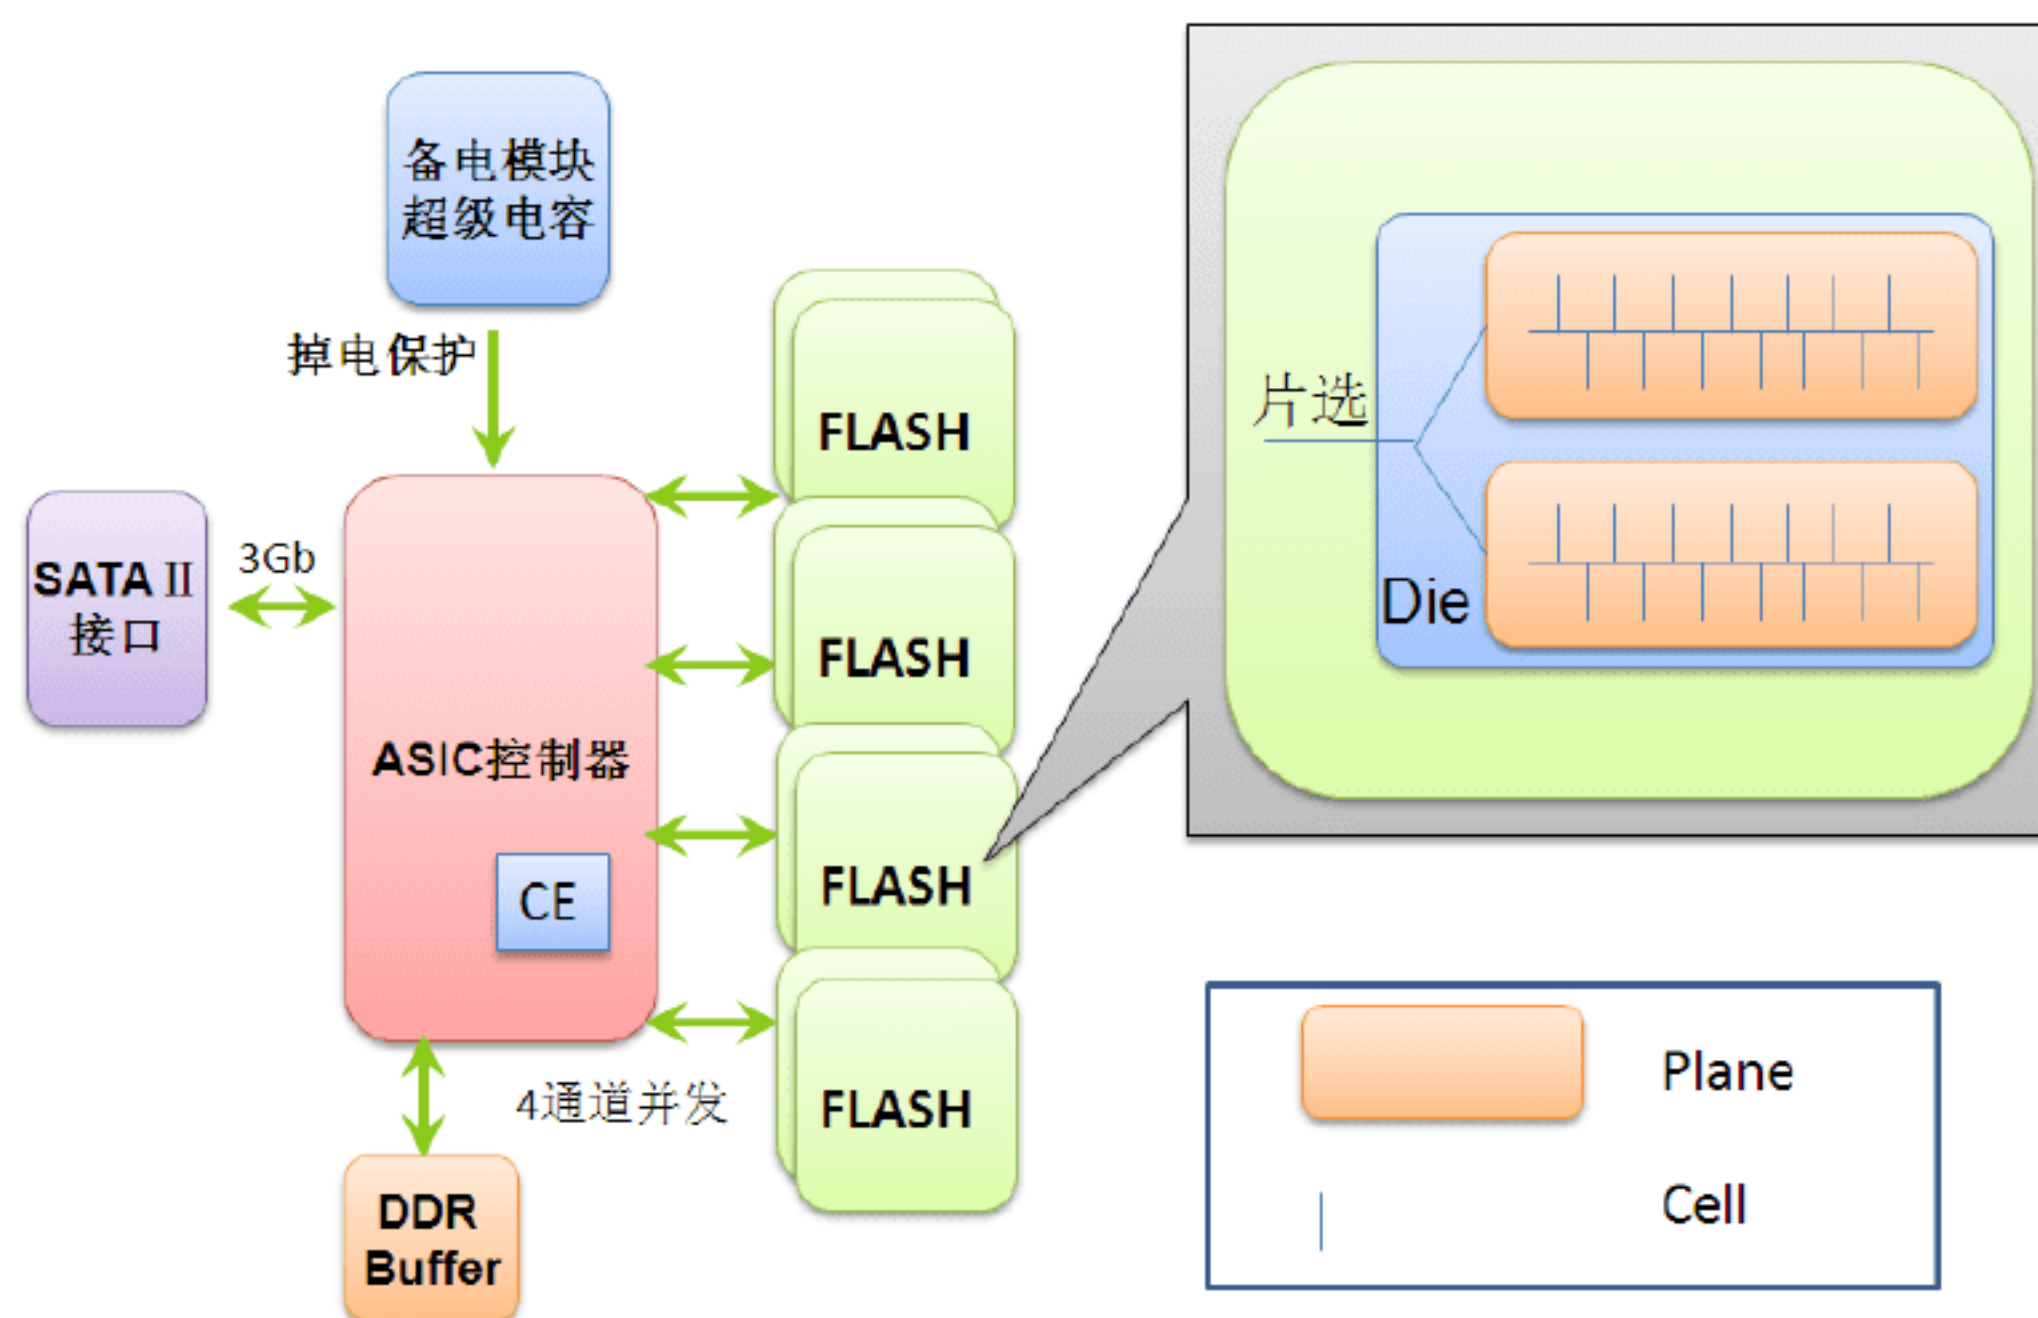 备电模块
超级电容
掉电保护
SATA Ⅱ
接口
3Gb
ASIC控制器
CE
DDR
Buffer
4通道并发
FLASH
FLASH
FLASH
FLASH
片选
Die
Plane
Cell